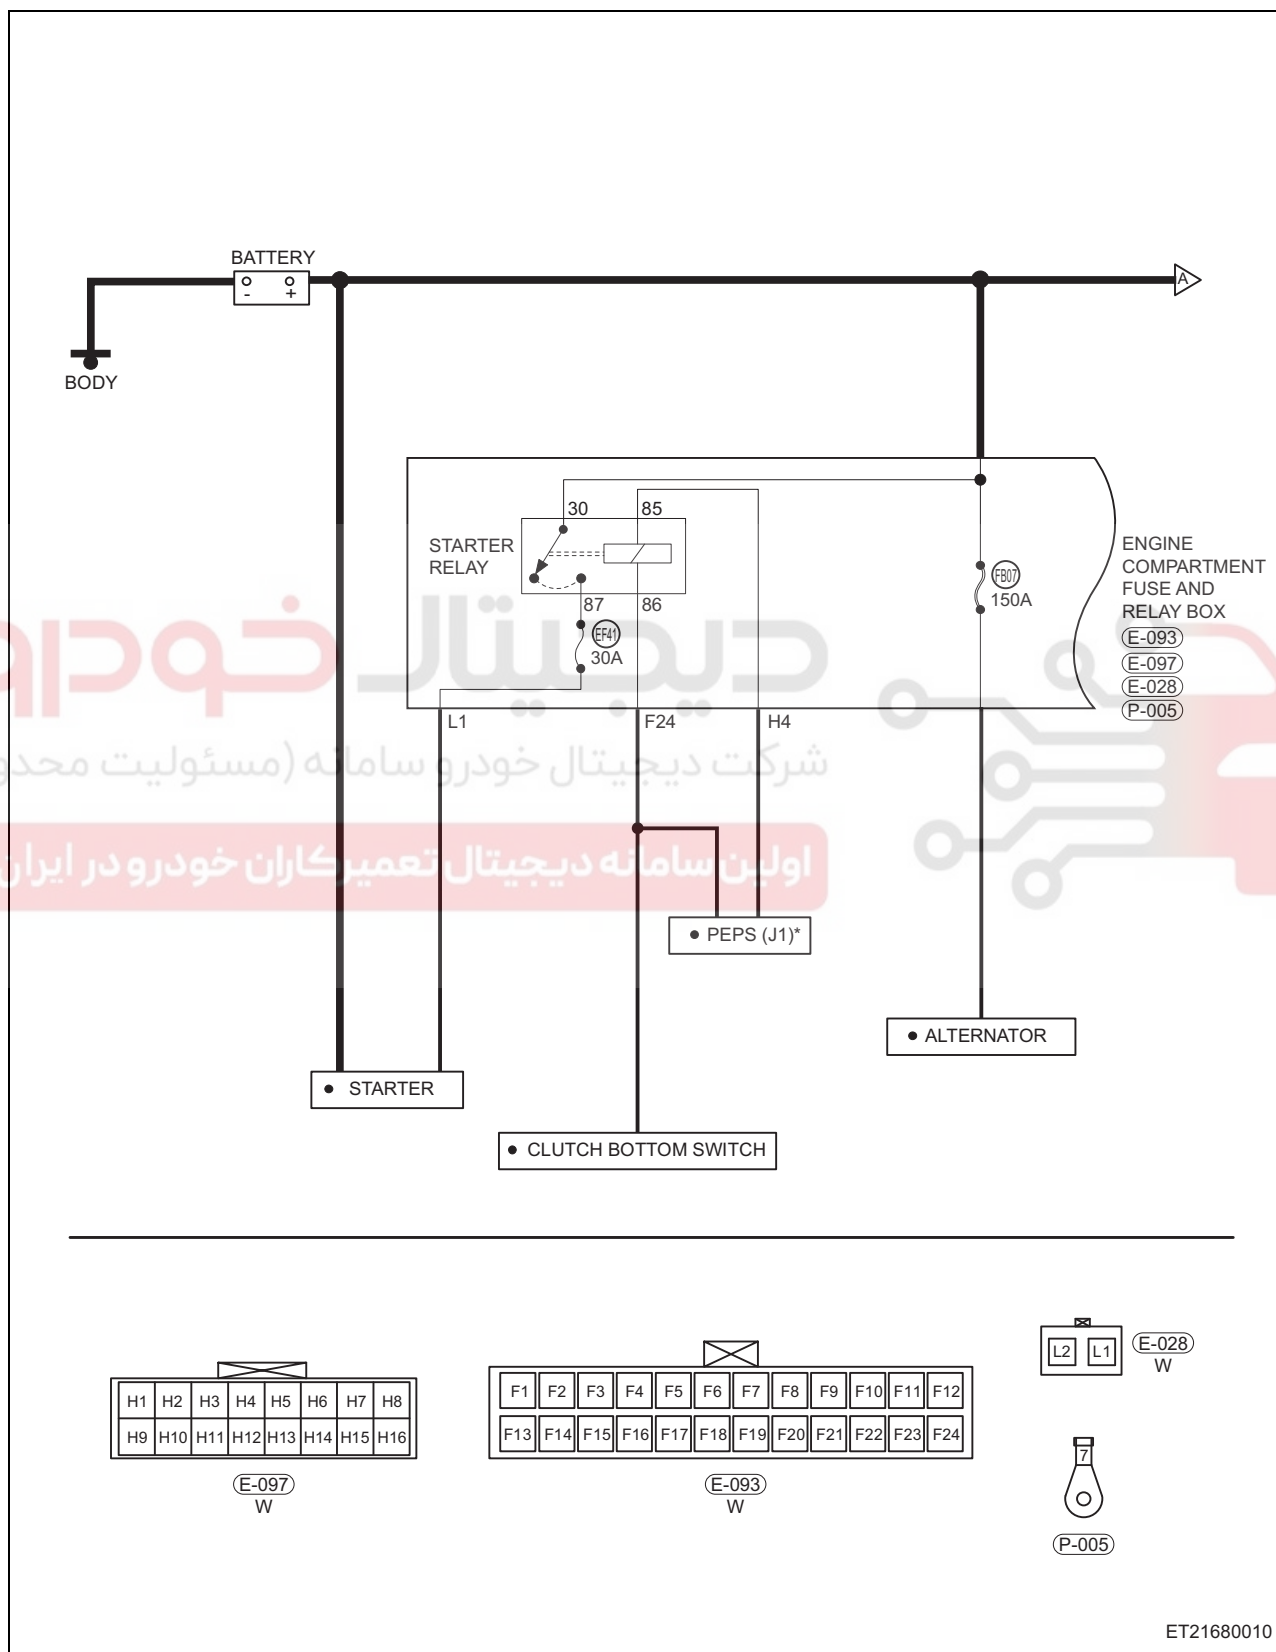 BATTERY
- +
A
BODY
30
85
STARTER
RELAY
87
86
EF41
30A
FB07
150A
ENGINE
COMPARTMENT
FUSE AND
RELAY BOX
E-093
E-097
E-028
P-005
L1
F24
H4
دیجیتال خودرو
شرکت دیجیتال خودرو سامانه (مسئولیت
اولین سامانه دیجیتال تعمیرکاران خودرو در ایران
● PEPS (J1)*
● ALTERNATOR
● STARTER
● CLUTCH BOTTOM SWITCH
H1 H2 H3 H4 H5 H6 H7 H8
H9 H10 H11 H12 H13 H14 H15 H16
E-097
W
F1 F2 F3 F4 F5 F6 F7 F8 F9 F10 F11 F12
F13 F14 F15 F16 F17 F18 F19 F20 F21 F22 F23 F24
E-093
W
L2 L1
E-028
W
7
P-005
ET21680010